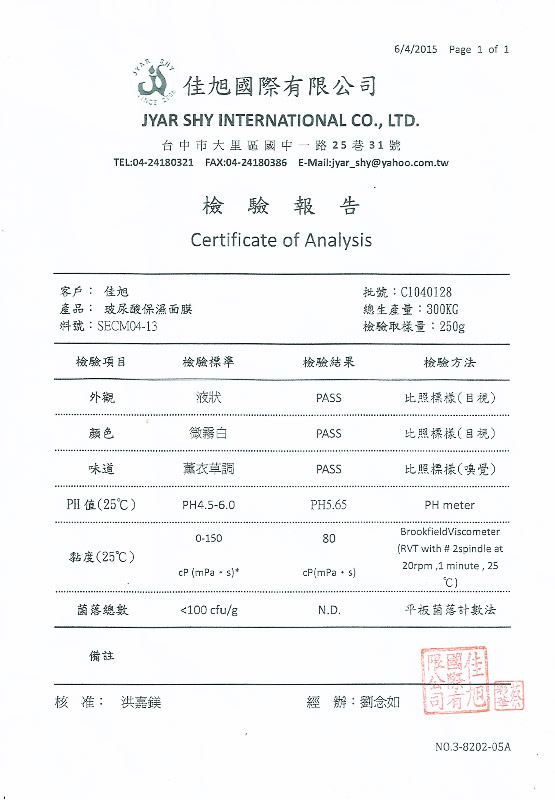 6/4/2015 Page 1 of 1
JYAR SHY
SINCE
佳旭國際有限公司
JYAR SHY INTERNATIONAL CO., LTD.
台中市大里區國中一路25巷31號
TEL:04-24180321 FAX:04-24180386 E-Mail:jyar_shy@yahoo.com.tw
檢驗報告
Certificate of Analysis
客戶： 佳旭 批號：C1040128
產品： 玻尿酸保濕面膜 總生產量：300KG
料號：SECM04-13 檢驗取樣量：250g
檢驗項目 檢驗標準 檢驗結果 檢驗方法
外觀 液狀 PASS 比照標樣(目視)
顏色 微霧白 PASS 比照標樣(目視)
味道 薰衣草調 PASS 比照標樣(嗅覺)
PH值(25℃) PH4.5-6.0 PH5.65 PH meter
黏度(25℃) 0-150 cP (mPa・s)* 80 cP(mPa・s) BrookfieldViscometer
(RVT with # 2spindle at
20rpm ,1 minute , 25
℃)
菌落總數 <100 cfu/g N.D. 平板菌落計數法
備註
佳旭
國際有
限公司
核 准： 洪嘉鎂 經 辦：劉念如
NO.3-8202-05A